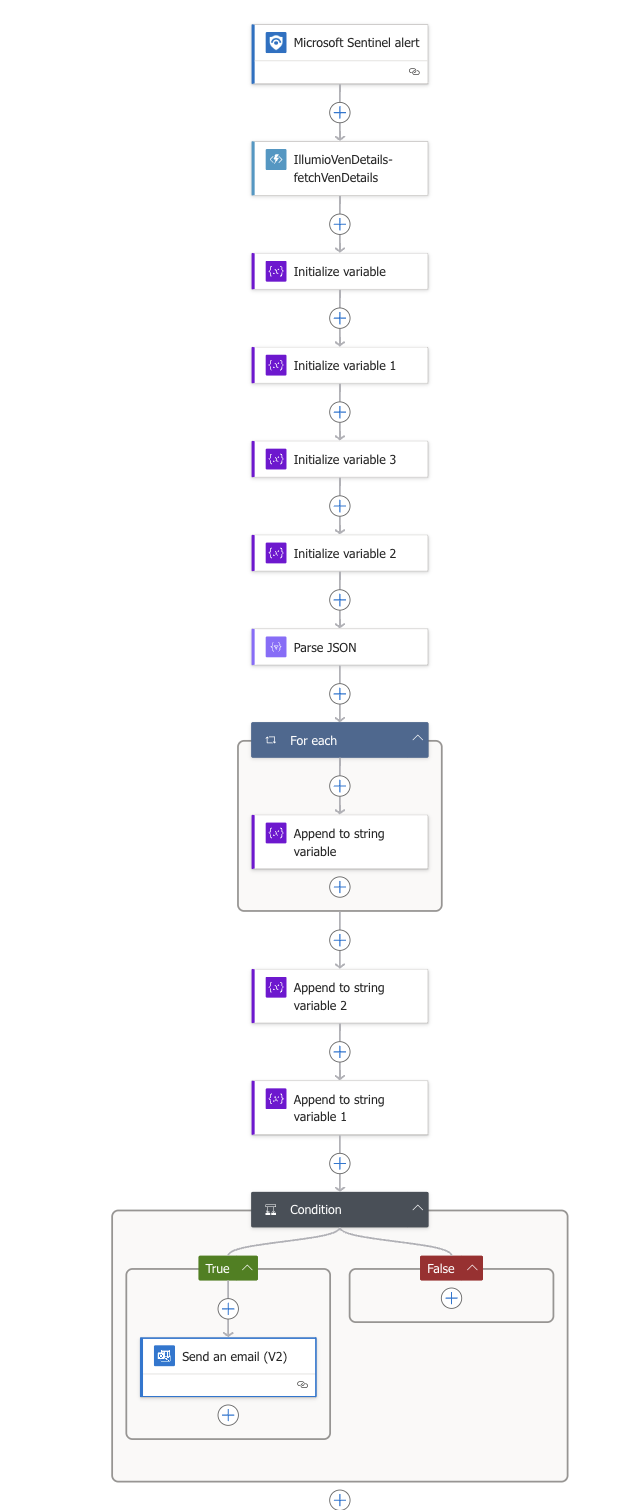 Microsoft Sentinel alert
IllumioVenDetails-
fetchVenDetails
Initialize variable
Initialize variable 1
Initialize variable 3
Initialize variable 2
Parse JSON
For each
Append to string
variable
Append to string
variable 2
Append to string
variable 1
Condition
True
False
Send an email (V2)